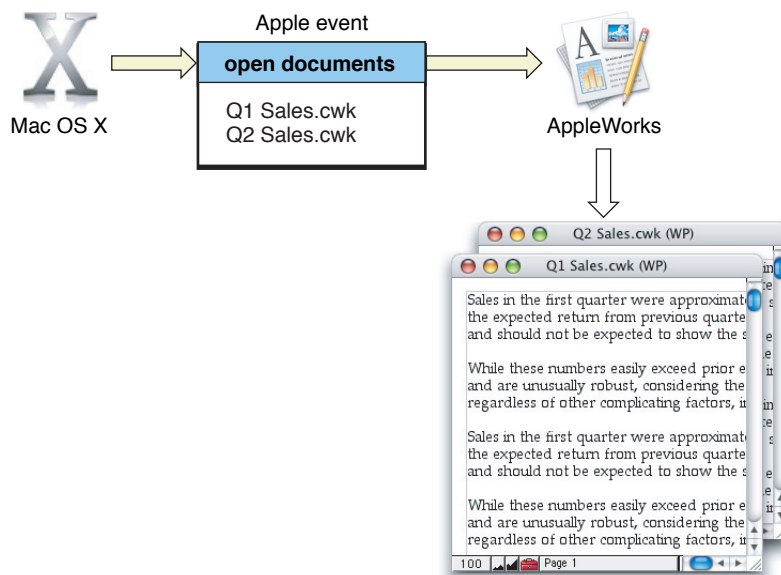 Apple event
open documents
Q1 Sales.cwk
Q2 Sales.cwk
Mac OS X
AppleWorks
Q2 Sales.cwk (WP)
Q1 Sales.cwk (WP)
Sales in the first quarter were
the expected return from previous
and should not be expected to show the
While these numbers easily exceed prior
and are unusually robust, considering the
regardless of other complicating factors,
Sales in the first quarter were
the expected return from previous
and should not be expected to show the
While these numbers easily exceed prior
and are unusually robust, considering the
regardless of other complicating factors,
100 Page 1